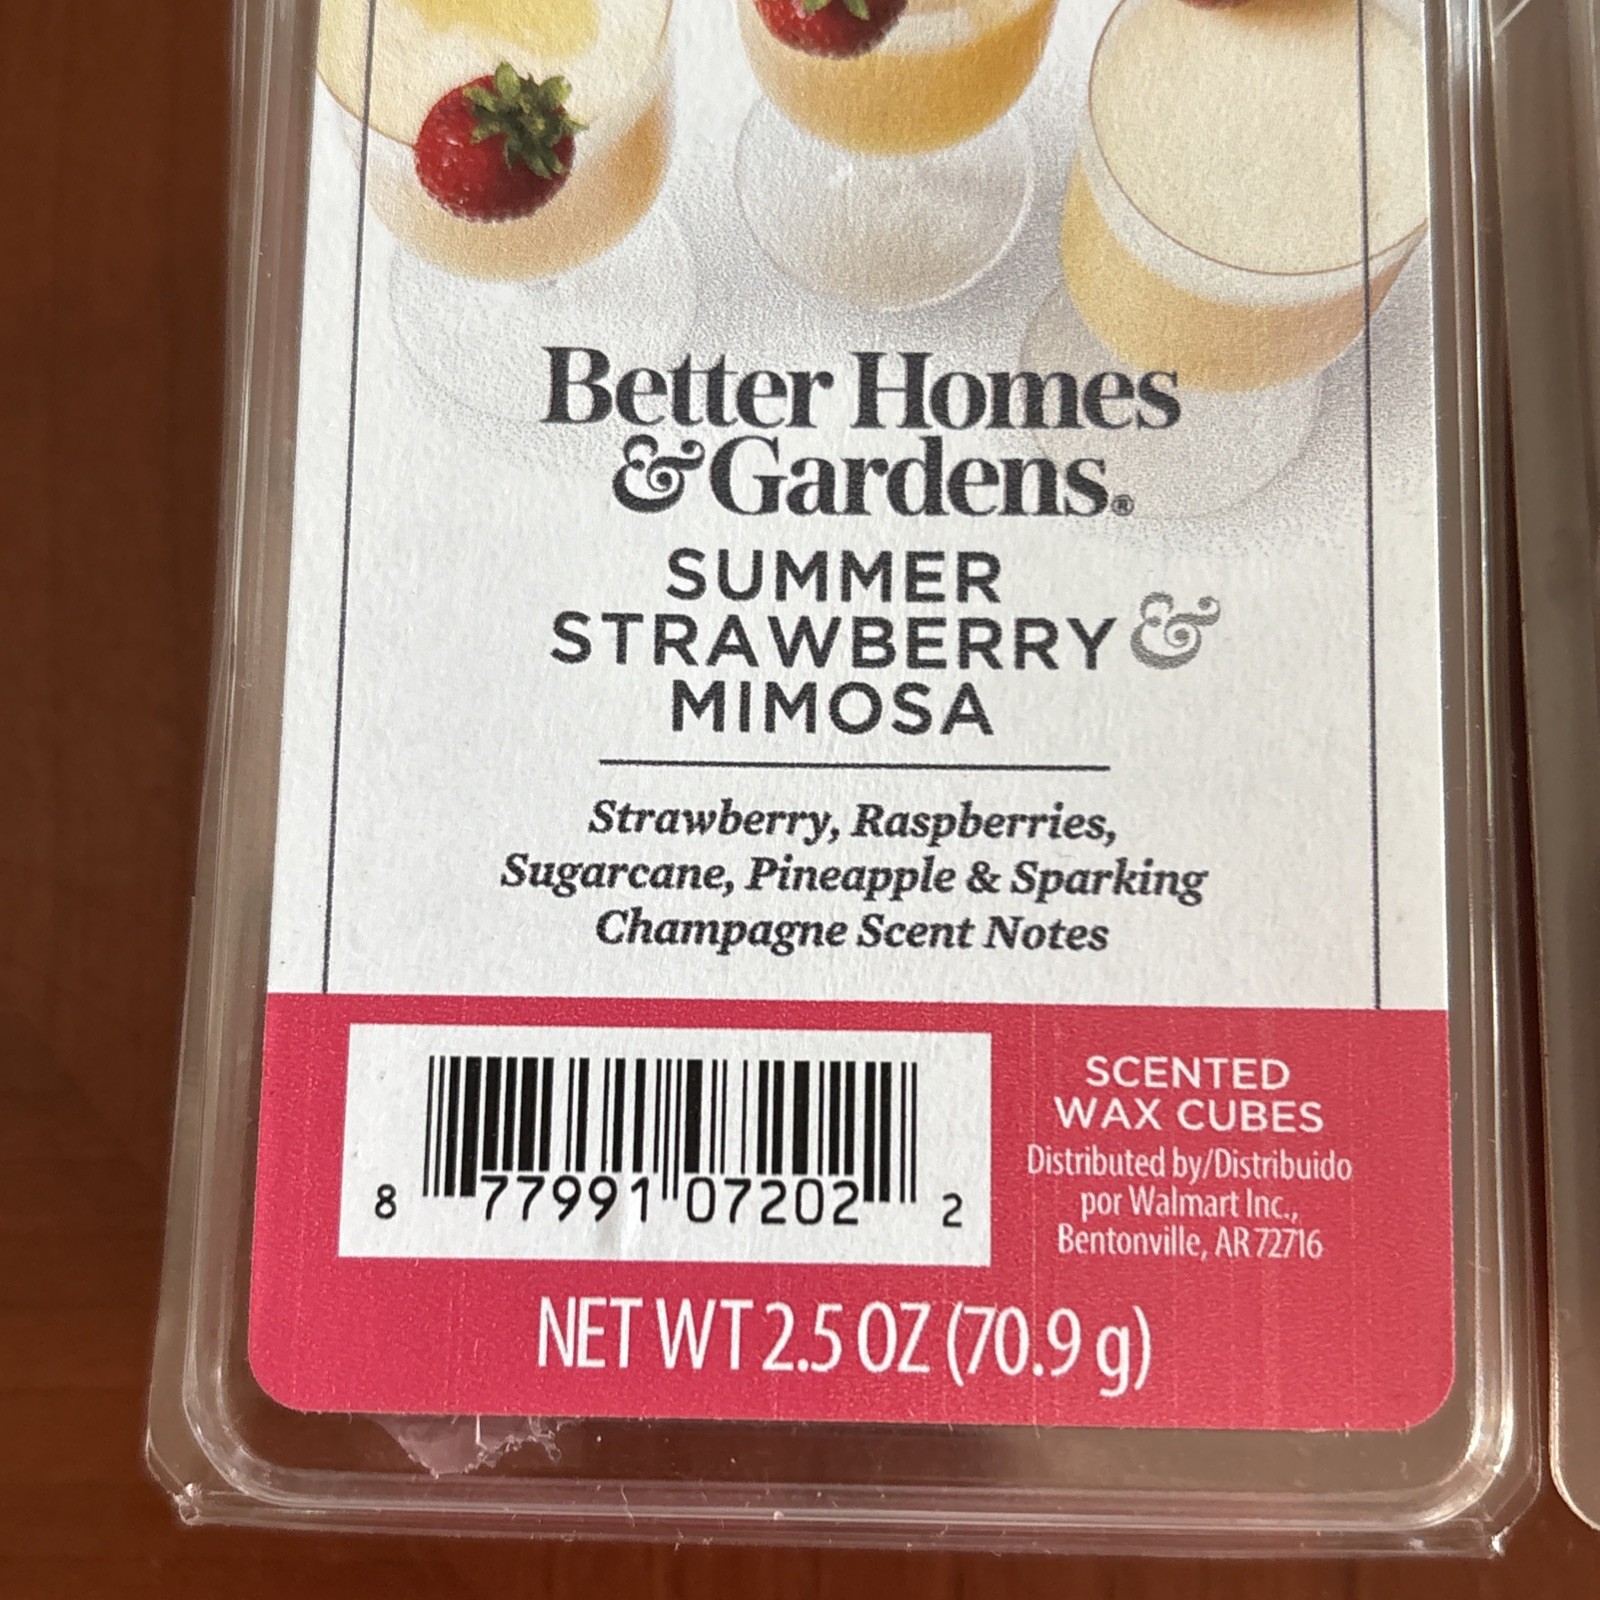 Better Homes
& Gardens®
SUMMER
STRAWBERRY &
MIMOSA
Strawberry, Raspberries,
Sugarcane, Pineapple & Sparking
Champagne Scent Notes
8 77991 07202 2
SCENTED
WAX CUBES
Distributed by/Distribuido
por Walmart Inc.,
Bentonville, AR 72716
NET WT 2.5 OZ (70.9 g)